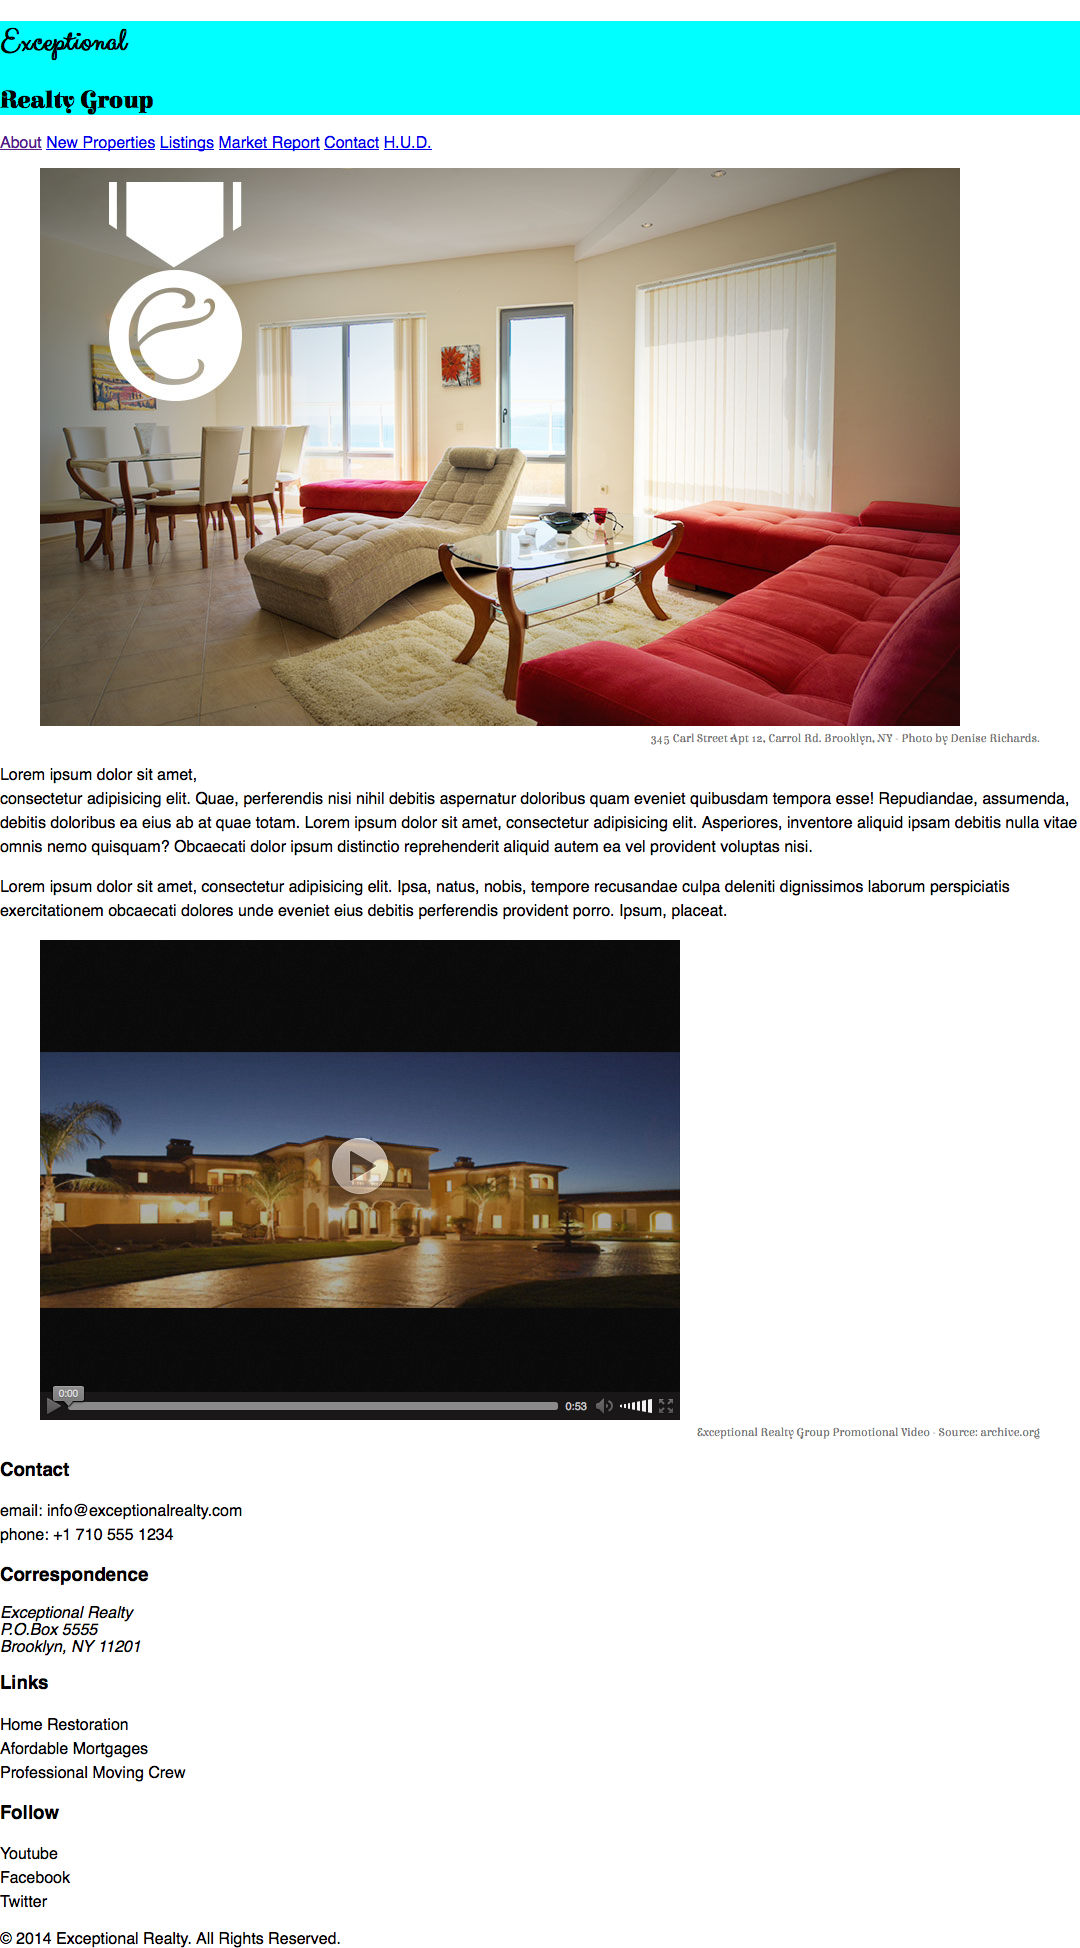 Exceptional
Realty Group
About New Properties Listings Market Report Contact H.U.D.
E
345 Carl Street Apt 12, Carrol Rd. Brooklyn, NY · Photo by Denise Richards.
Lorem ipsum dolor sit amet,
consectetur adipisicing elit. Quae, perferendis nisi nihil debitis aspernatur doloribus quam eveniet quibusdam tempora esse! Repudiandae, assumenda,
debitis doloribus ea eius ab at quae totam. Lorem ipsum dolor sit amet, consectetur adipisicing elit. Asperiores, inventore aliquid ipsam debitis nulla vitae
omnis nemo quisquam? Obcaecati dolor ipsum distinctio reprehenderit aliquid autem ea vel provident voluptas nisi.
Lorem ipsum dolor sit amet, consectetur adipisicing elit. Ipsa, natus, nobis, tempore recusandae culpa deleniti dignissimos laborum perspiciatis
exercitationem obcaecati dolores unde eveniet eius debitis perferendis provident porro. Ipsum, placeat.
0:00
0:53
Exceptional Realty Group Promotional Video · Source: archive.org
Contact
email: info@exceptionalrealty.com
phone: +1 710 555 1234
Correspondence
Exceptional Realty
P.O.Box 5555
Brooklyn, NY 11201
Links
Home Restoration
Afordable Mortgages
Professional Moving Crew
Follow
Youtube
Facebook
Twitter
© 2014 Exceptional Realty. All Rights Reserved.